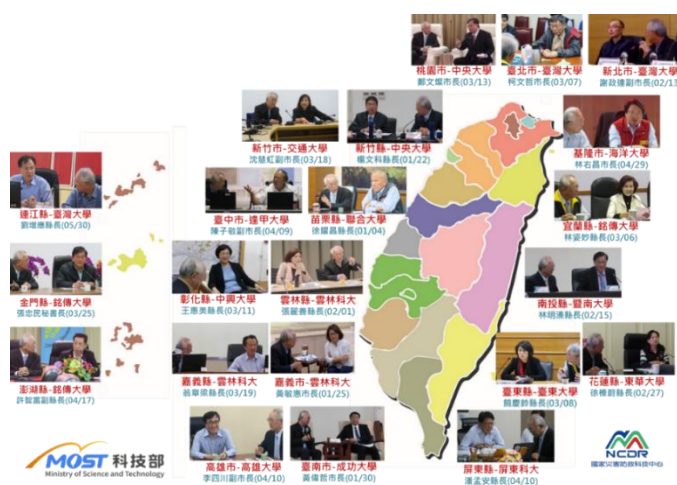 桃園市-中央大學
鄭文燦市長(03/13)
臺北市-臺灣大學
柯文哲市長(03/07)
新北市-臺灣大學
謝政達副市長(02/13)
新竹市-交通大學
沈慧虹副市長(03/18)
新竹縣-中央大學
楊文科縣長(01/22)
基隆市-海洋大學
林右昌市長(04/29)
連江縣-臺灣大學
劉增應縣長(05/30)
臺中市-逢甲大學
陳子敬副市長(04/09)
苗栗縣-聯合大學
徐耀昌縣長(01/04)
宜蘭縣-銘傳大學
林姿妙縣長(03/06)
金門縣-銘傳大學
張忠民秘書長(03/25)
彰化縣-中興大學
王惠美縣長(03/11)
雲林縣-雲林科大
張麗善縣長(02/01)
南投縣-暨南大學
林明溱縣長(02/15)
澎湖縣-銘傳大學
許智富副縣長(04/17)
嘉義縣-雲林科大
翁章梁縣長(03/19)
嘉義市-雲林科大
黃敏惠市長(01/25)
臺東縣-臺東大學
饒慶鈴縣長(03/08)
花蓮縣-東華大學
徐榛蔚縣長(02/27)
高雄市-高雄大學
李四川副市長(04/10)
臺南市-成功大學
黃偉哲市長(01/30)
屏東縣-屏東科大
潘孟安縣長(04/10)
MOST 科技部
Ministry of Science and Technology
NCDR
國家災害防救科技中心